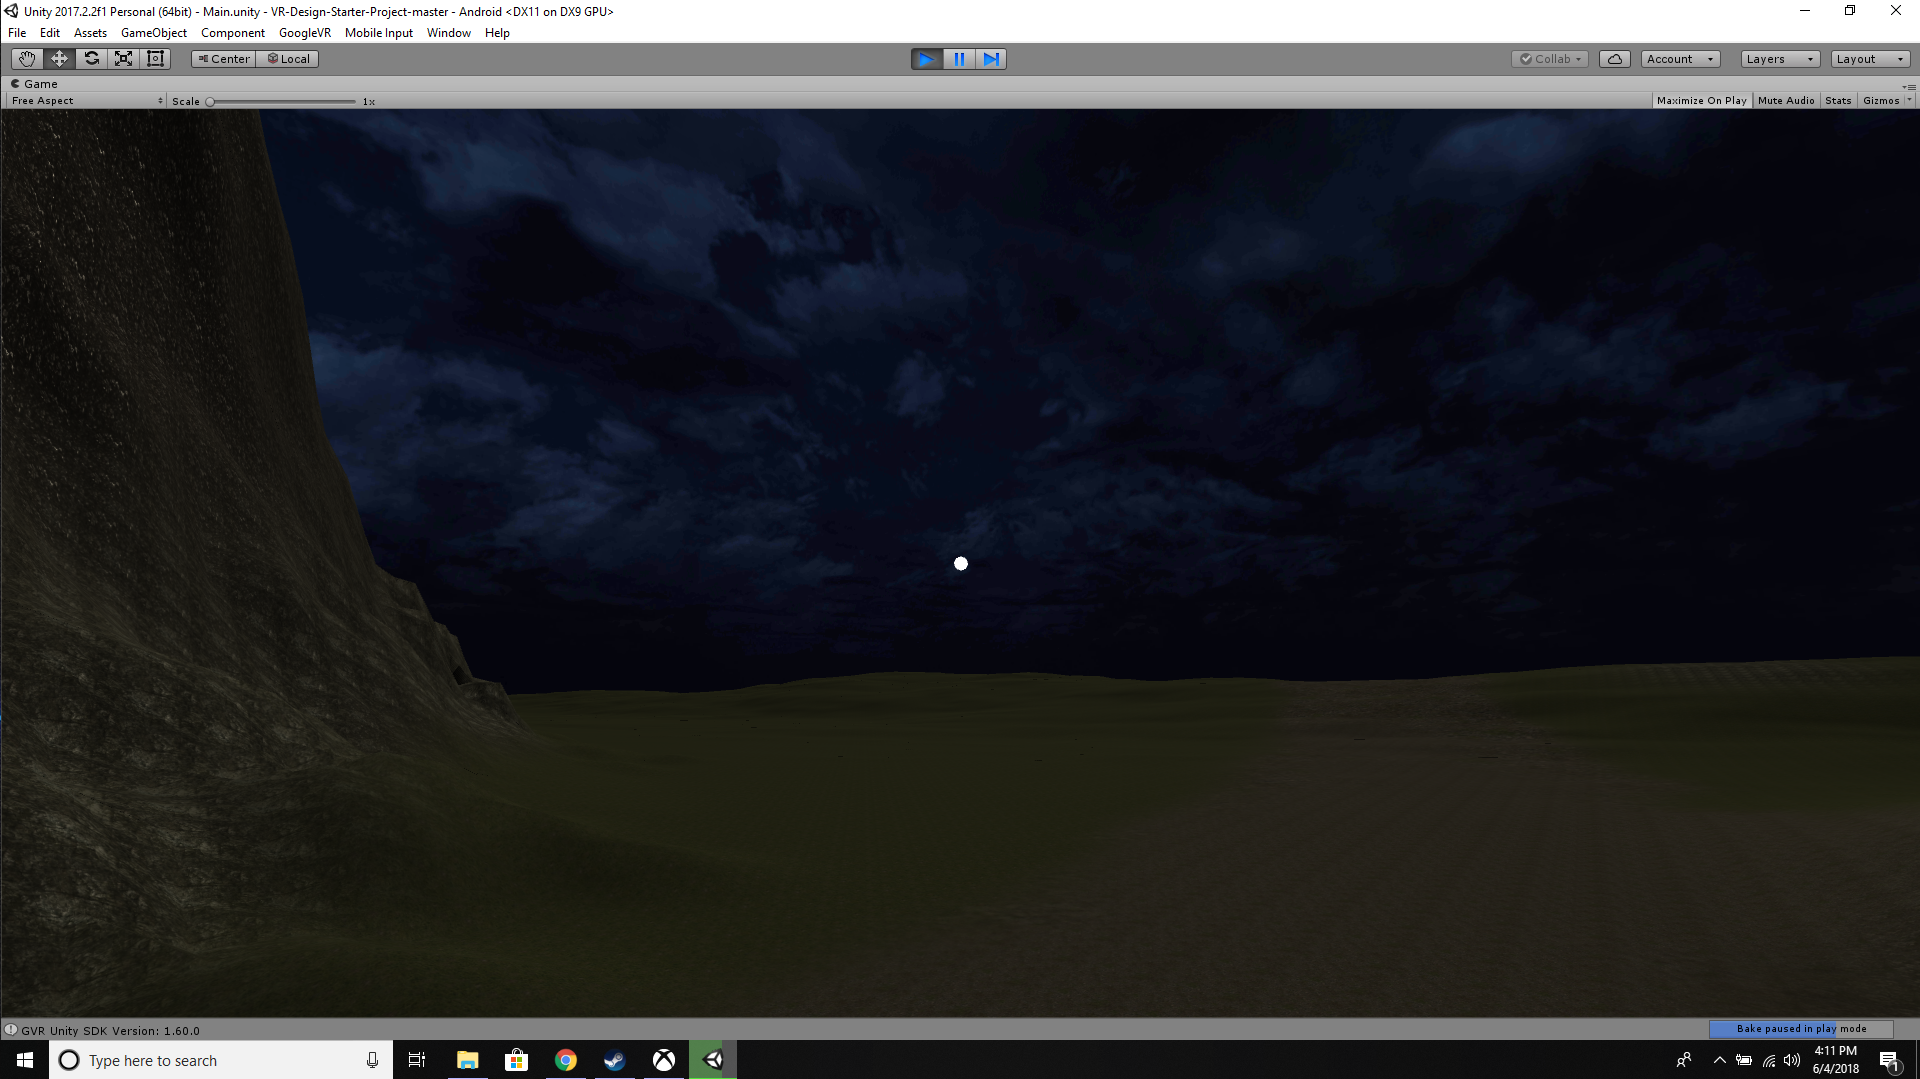 Unity 2017.2.2f1 Personal (64bit) - Main.unity - VR-Design-Starter-Project-master - Android <DX11 on DX9 GPU>
File Edit Assets GameObject Component GoogleVR Mobile Input Window Help
Center Local Collab Account Layers Layout
Game
Free Aspect Scale 1x Maximize On Play Mute Audio Stats Gizmos
GVR Unity SDK Version: 1.60.0 Bake paused in play mode
Type here to search
4:11 PM
6/4/2018
1